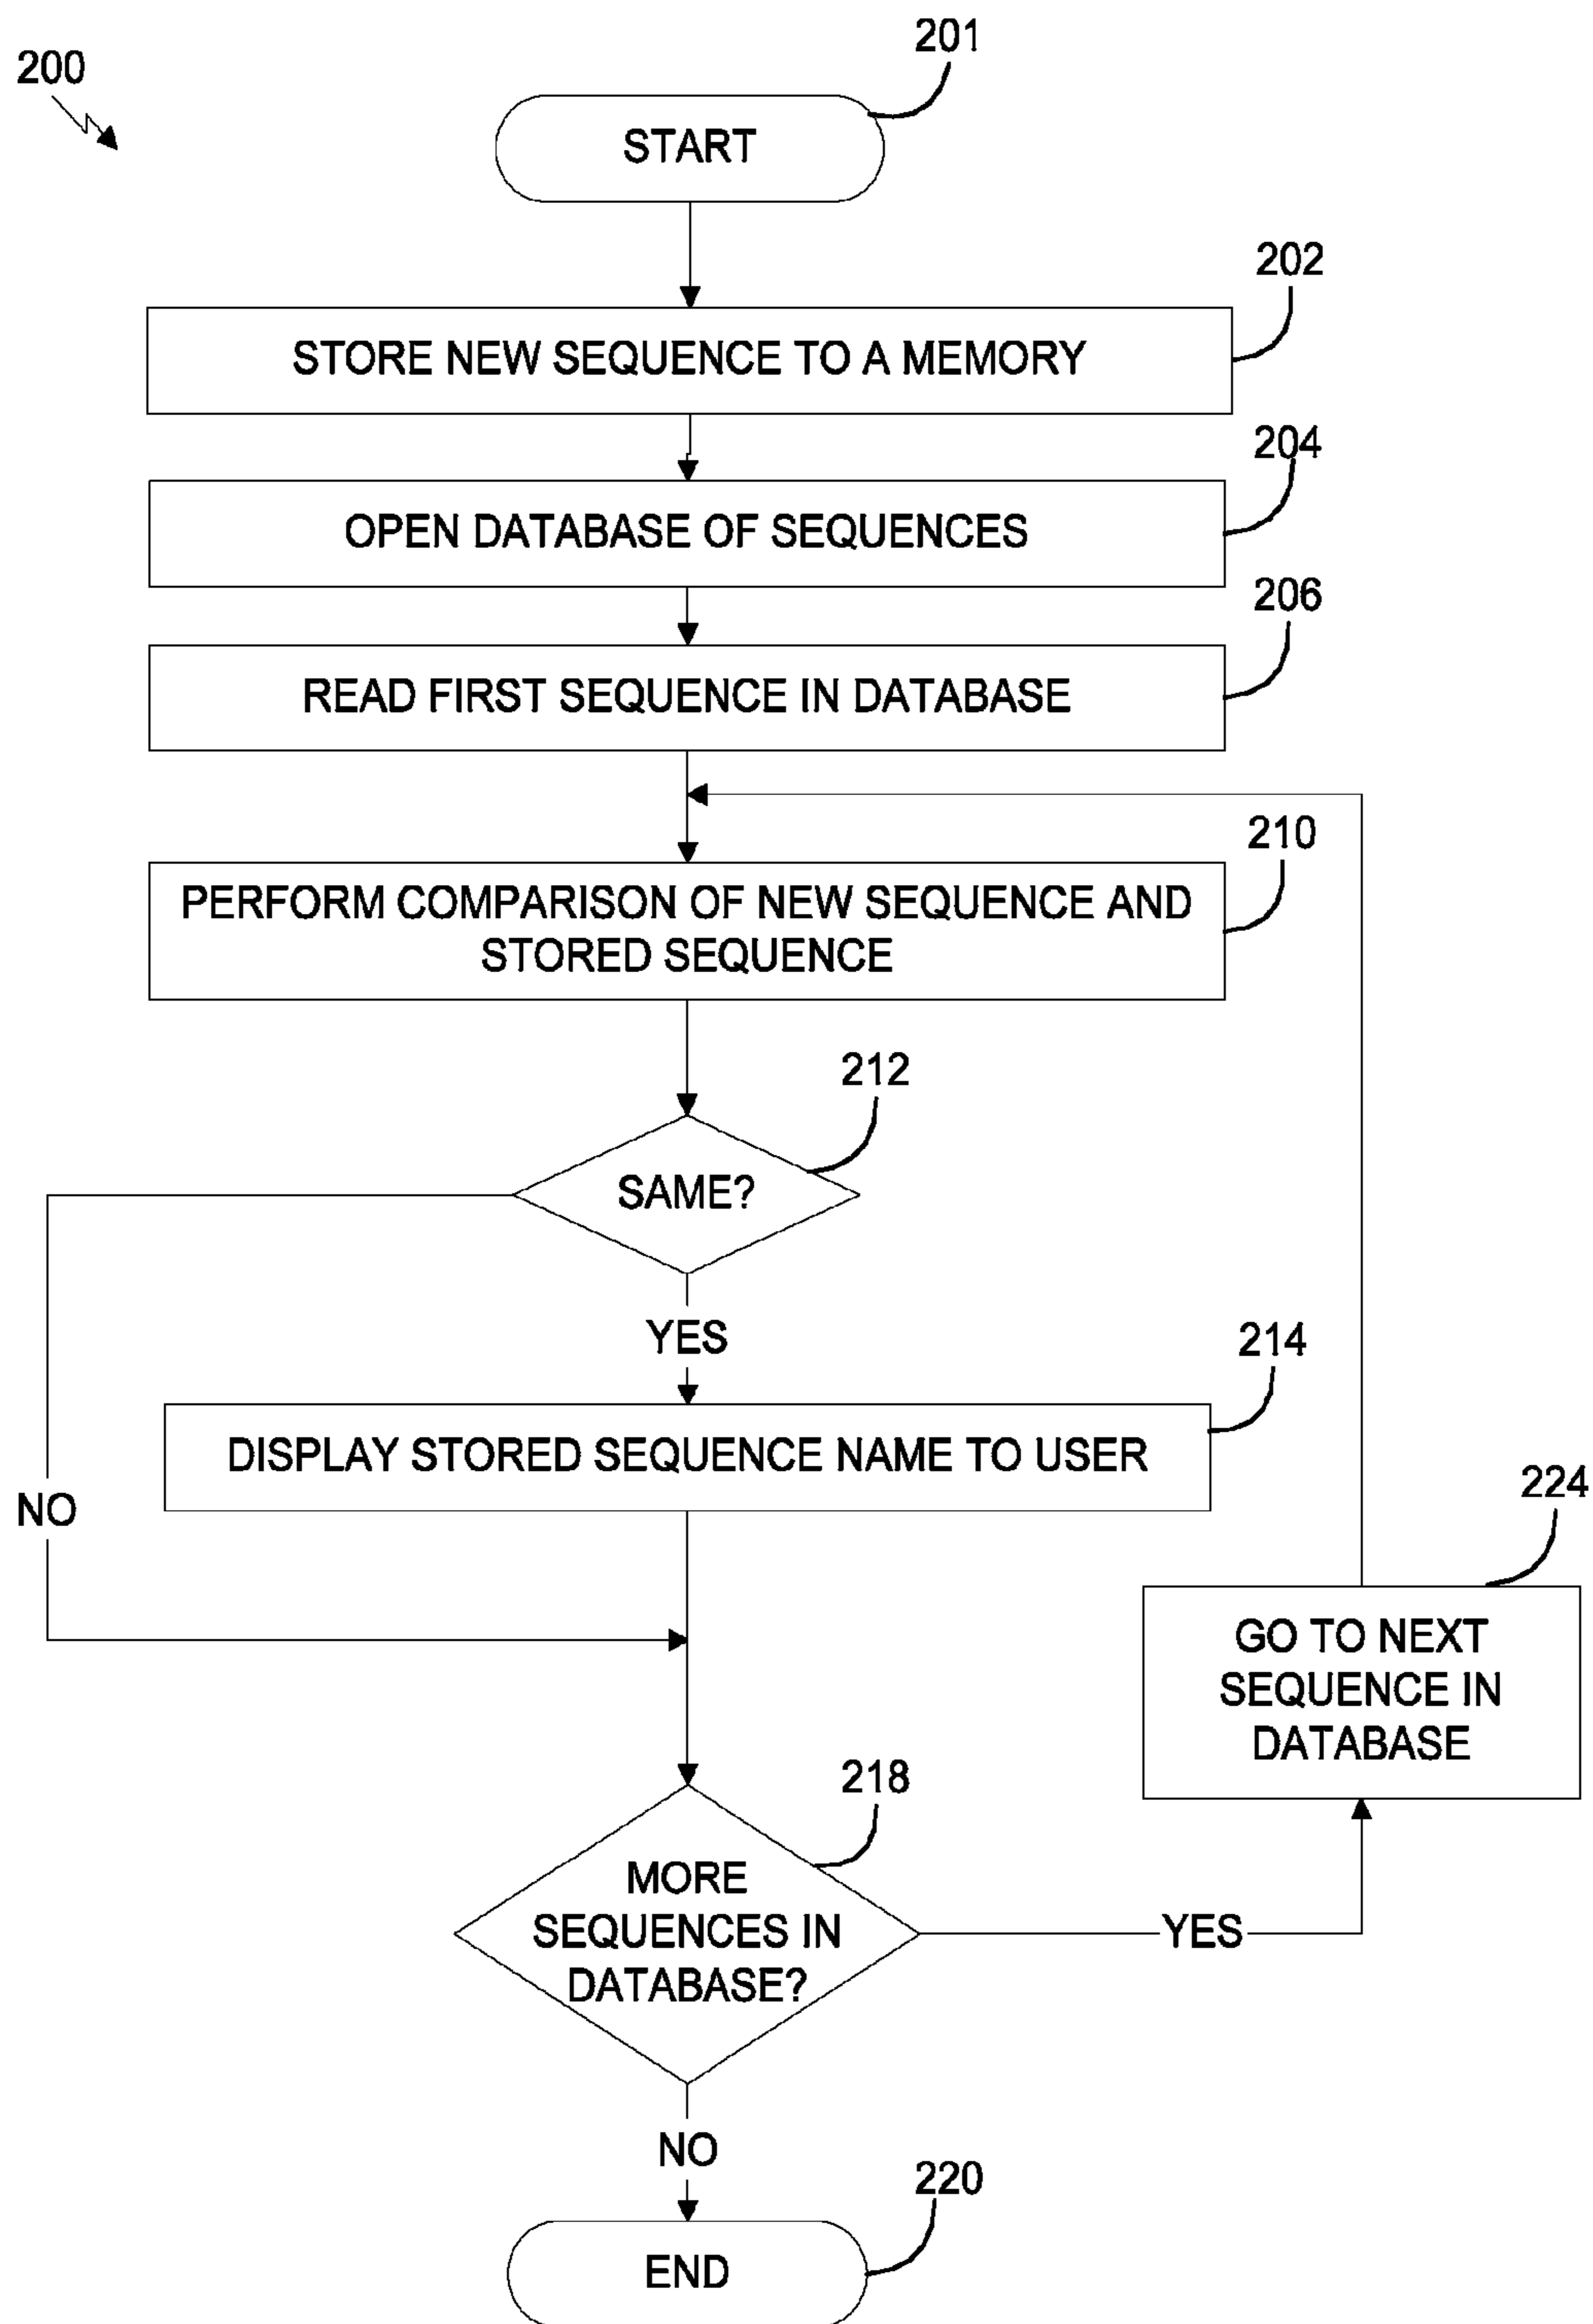 200
201
START
202
STORE NEW SEQUENCE TO A MEMORY
204
OPEN DATABASE OF SEQUENCES
206
READ FIRST SEQUENCE IN DATABASE
210
PERFORM COMPARISON OF NEW SEQUENCE AND
STORED SEQUENCE
212
SAME?
YES
214
DISPLAY STORED SEQUENCE NAME TO USER
NO
224
GO TO NEXT
SEQUENCE IN
DATABASE
218
MORE
SEQUENCES IN
DATABASE?
YES
NO
220
END